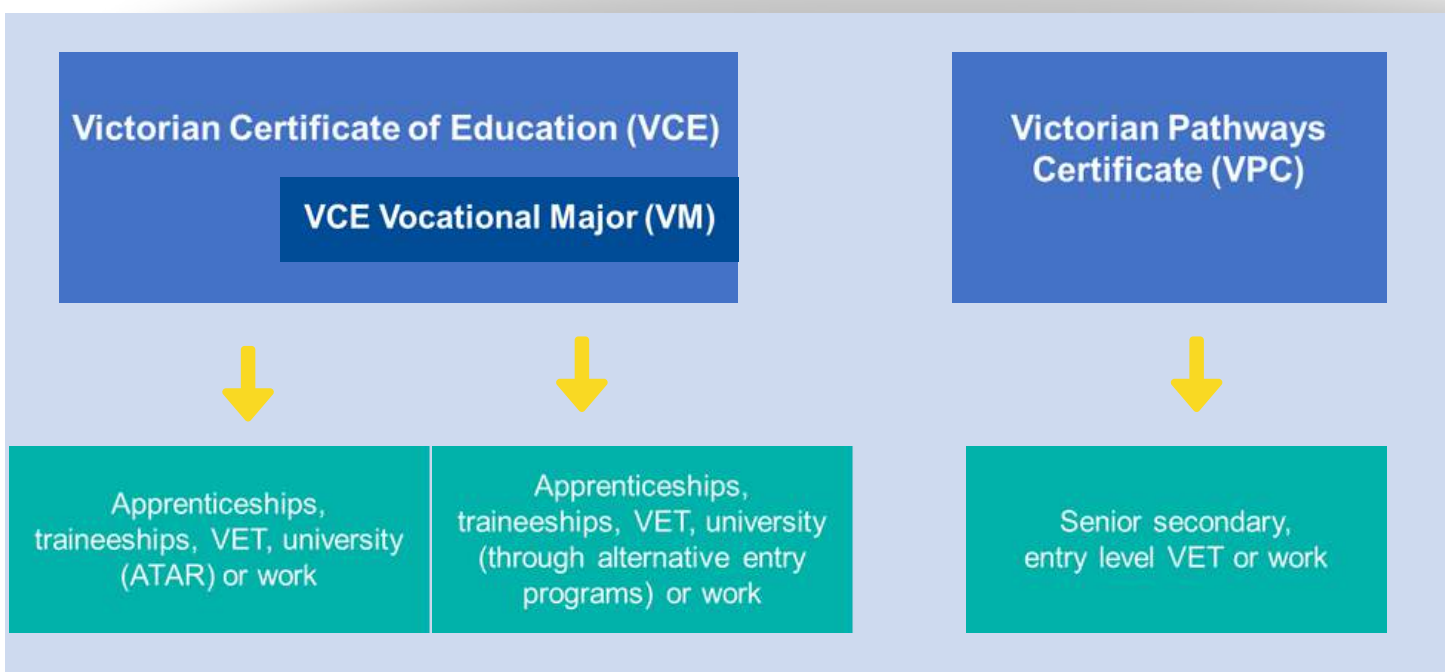 Victorian Certificate of Education (VCE)
VCE Vocational Major (VM)
Victorian Pathways
Certificate (VPC)
Apprenticeships,
traineeships, VET, university
(ATAR) or work
Apprenticeships,
traineeships, VET, university
(through alternative entry
programs) or work
Senior secondary,
entry level VET or work